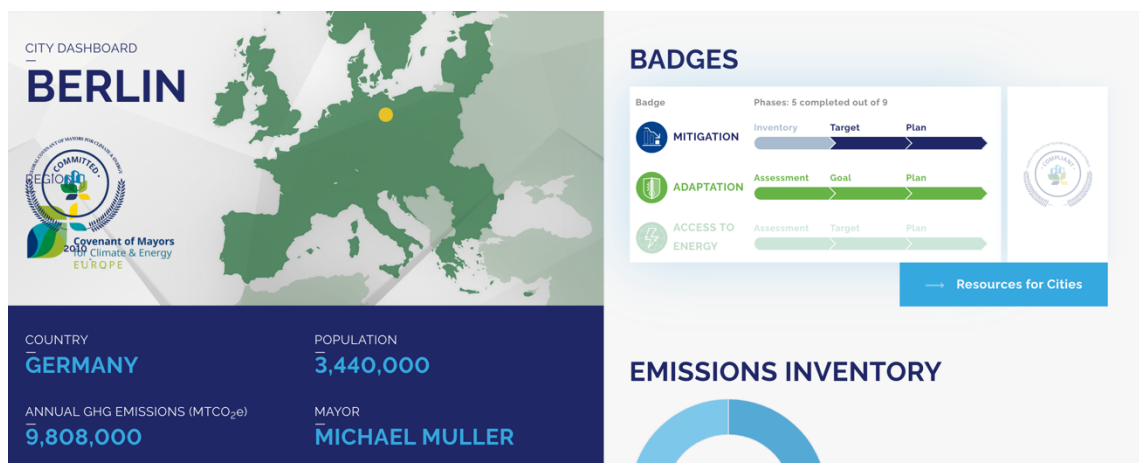 CITY DASHBOARD
BERLIN
COMMITTED
REGION
2010
Covenant of Mayors
for Climate & Energy
EUROPE
COUNTRY
GERMANY
POPULATION
3,440,000
ANNUAL GHG EMISSIONS (MTCO₂e)
9,808,000
MAYOR
MICHAEL MULLER
BADGES
Badge Phases: 5 completed out of 9
MITIGATION Inventory Target Plan
ADAPTATION Assessment Goal Plan
ACCESS TO ENERGY Assessment Target Plan
COMPLIANT
→ Resources for Cities
EMISSIONS INVENTORY